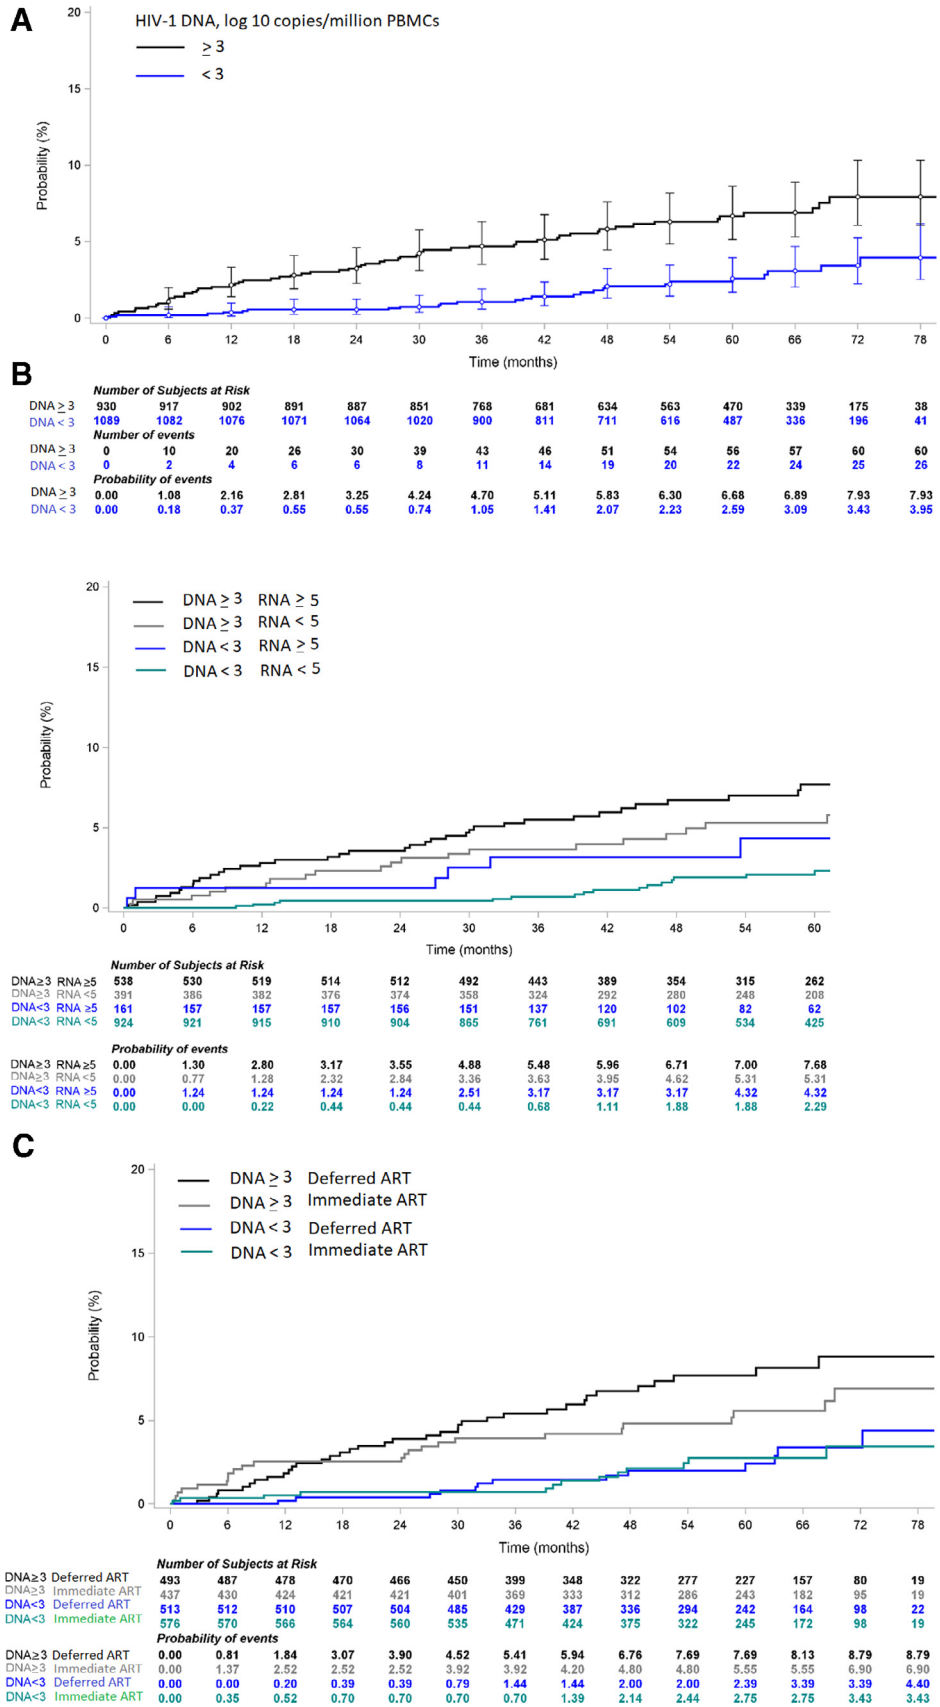 A
HIV-1 DNA, log 10 copies/million PBMCs
≥ 3
< 3
20
15
10
5
0
Probability (%)
0 6 12 18 24 30 36 42 48 54 60 66 72 78
Time (months)
B
Number of Subjects at Risk
DNA ≥ 3 930 917 902 891 887 851 768 681 634 563 470 339 175 38
DNA < 3 1089 1082 1076 1071 1064 1020 900 811 711 616 487 336 196 41
Number of events
DNA ≥ 3 0 10 20 26 30 39 43 46 51 54 56 57 60 60
DNA < 3 0 2 4 6 6 8 11 14 19 20 22 24 25 26
Probability of events
DNA ≥ 3 0.00 1.08 2.16 2.81 3.25 4.24 4.70 5.11 5.83 6.30 6.68 6.89 7.93 7.93
DNA < 3 0.00 0.18 0.37 0.55 0.55 0.74 1.05 1.41 2.07 2.23 2.59 3.09 3.43 3.95
DNA ≥ 3 RNA ≥ 5
DNA ≥ 3 RNA < 5
DNA < 3 RNA ≥ 5
DNA < 3 RNA < 5
20
15
10
5
0
Probability (%)
0 6 12 18 24 30 36 42 48 54 60
Time (months)
Number of Subjects at Risk
DNA≥3 RNA ≥5 538 530 519 514 512 492 443 389 354 315 262
DNA≥3 RNA <5 391 386 382 376 374 358 324 292 280 248 208
DNA<3 RNA ≥5 161 157 157 157 156 151 137 120 102 82 62
DNA<3 RNA <5 924 921 915 910 904 865 761 691 609 534 425
Probability of events
DNA≥3 RNA ≥5 0.00 1.30 2.80 3.17 3.55 4.88 5.48 5.96 6.71 7.00 7.68
DNA≥3 RNA <5 0.00 0.77 1.28 2.32 2.84 3.36 3.63 3.95 4.62 5.31 5.31
DNA<3 RNA ≥5 0.00 1.24 1.24 1.24 1.24 2.51 3.17 3.17 3.17 4.32 4.32
DNA<3 RNA <5 0.00 0.00 0.22 0.44 0.44 0.44 0.68 1.11 1.88 1.88 2.29
C
DNA ≥ 3 Deferred ART
DNA ≥ 3 Immediate ART
DNA < 3 Deferred ART
DNA < 3 Immediate ART
20
15
10
5
0
Probability (%)
0 6 12 18 24 30 36 42 48 54 60 66 72 78
Time (months)
Number of Subjects at Risk
DNA≥3 Deferred ART 493 487 478 470 466 450 399 348 322 277 227 157 80 19
DNA≥3 Immediate ART 437 430 424 421 421 401 369 333 312 286 243 182 95 19
DNA<3 Deferred ART 513 512 510 507 504 485 429 387 336 294 242 164 98 22
DNA<3 Immediate ART 576 570 566 564 560 535 471 424 375 322 245 172 98 19
Probability of events
DNA≥3 Deferred ART 0.00 0.81 1.84 3.07 3.90 4.52 5.41 5.94 6.76 7.69 7.69 8.13 8.79 8.79
DNA≥3 Immediate ART 0.00 1.37 2.52 2.52 2.52 3.92 3.92 4.20 4.80 4.80 5.55 5.55 6.90 6.90
DNA<3 Deferred ART 0.00 0.00 0.20 0.39 0.39 0.79 1.44 1.44 2.00 2.00 2.39 3.39 3.39 4.40
DNA<3 Immediate ART 0.00 0.35 0.52 0.70 0.70 0.70 0.70 1.39 2.14 2.44 2.75 2.75 3.43 3.43